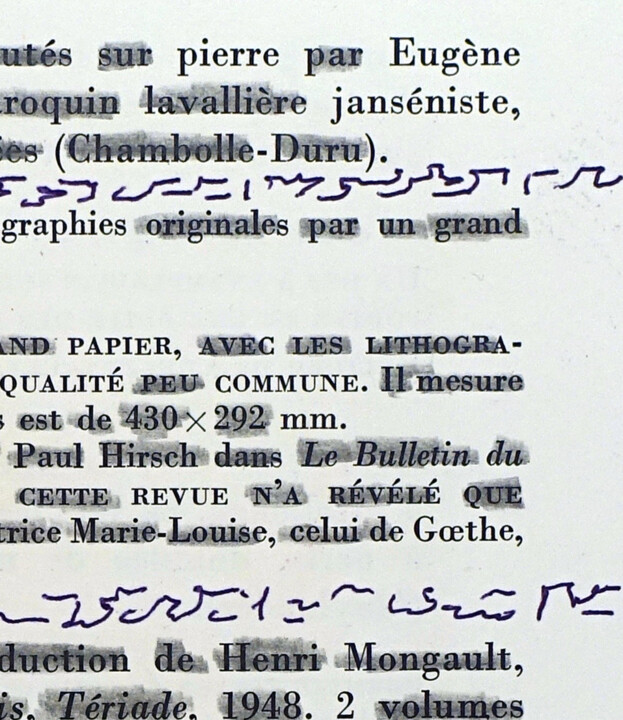 utés sur pierre par Eugène
roquin lavallière janséniste,
(Chambolle-Duru).
graphies originales par un grand
AND PAPIER, AVEC LES LITHOGRA-
QUALITÉ PEU COMMUNE. Il mesure
s est de 430 × 292 mm.
Paul Hirsch dans Le Bulletin du
CETTE REVUE N'A RÉVÉLÉ QUE
trice Marie-Louise, celui de Gœthe,
duction de Henri Mongault,
is, Tériade, 1948. 2 volumes